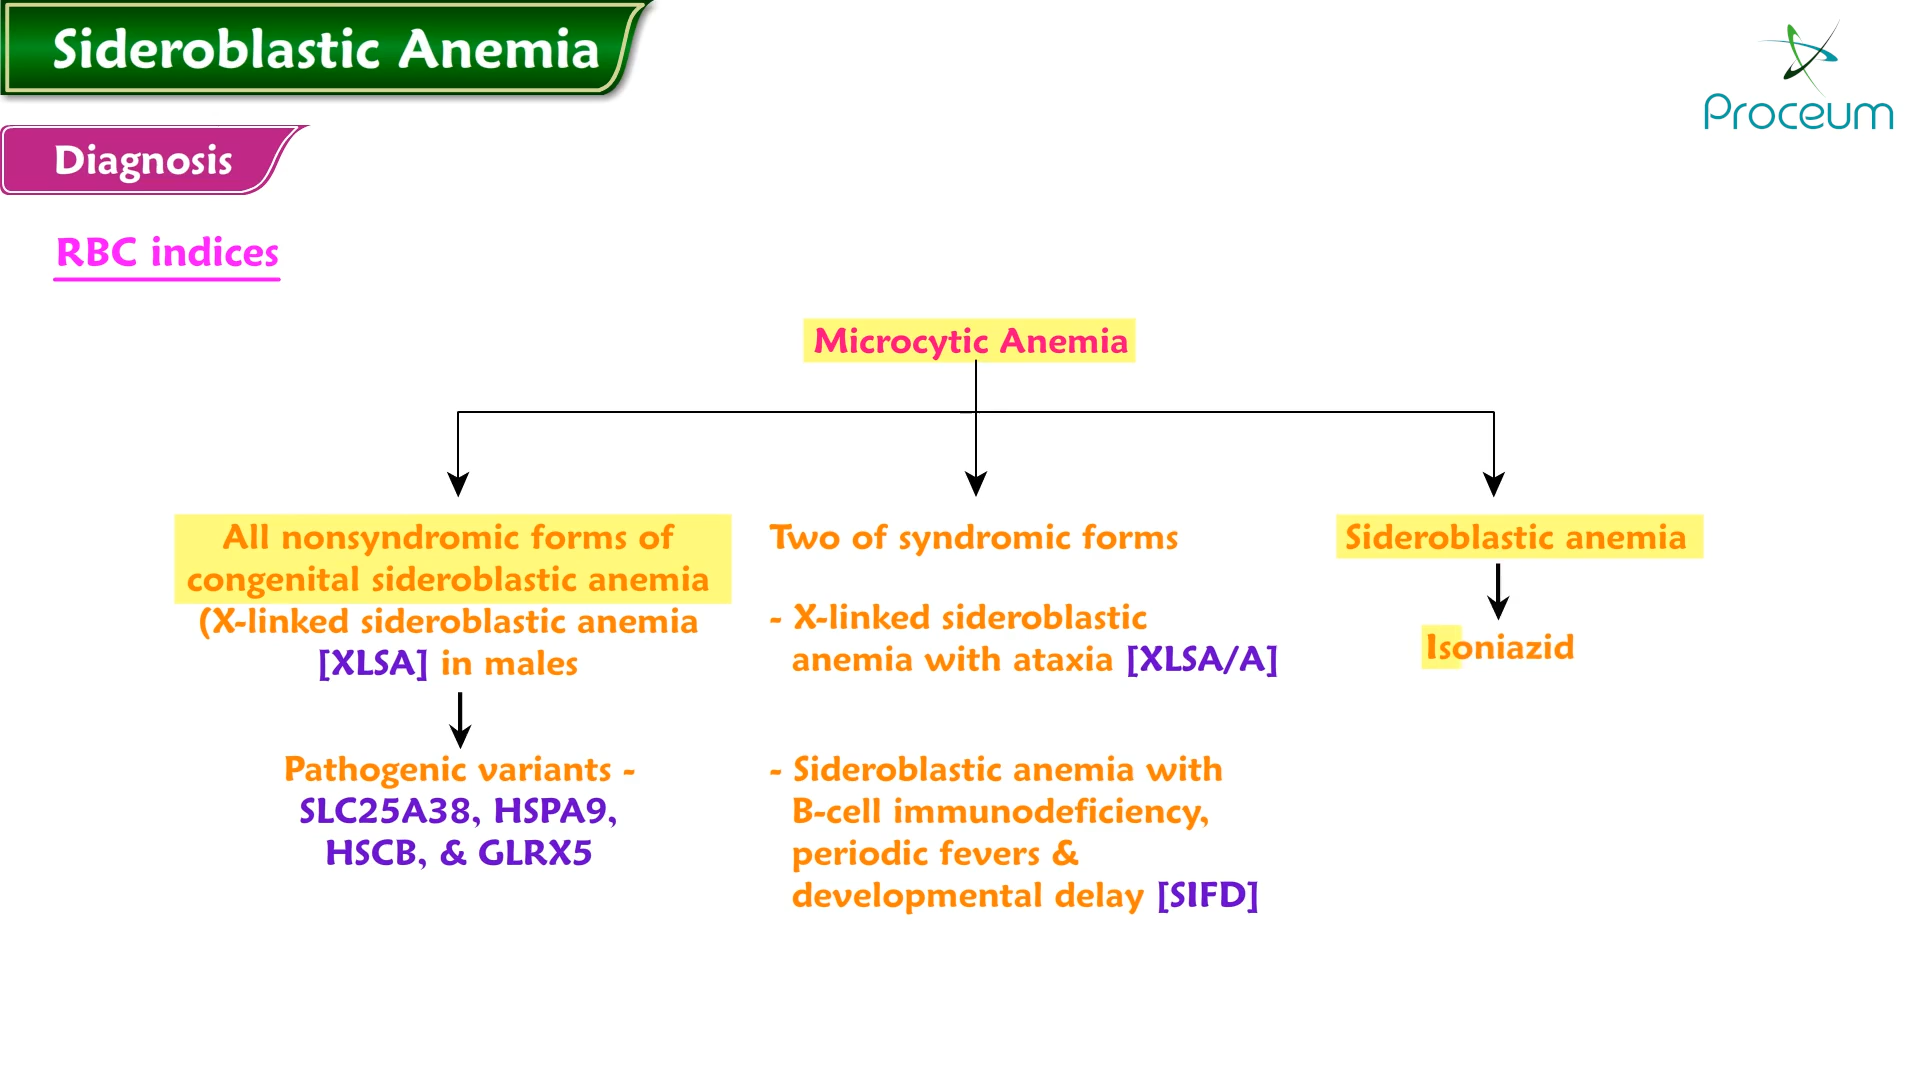 Sideroblastic Anemia
Proceum
Diagnosis
RBC indices
Microcytic Anemia
All nonsyndromic forms of
congenital sideroblastic anemia
(X-linked sideroblastic anemia
[XLSA] in males
Pathogenic variants -
SLC25A38, HSPA9,
HSCB, & GLRX5
Two of syndromic forms
- X-linked sideroblastic
anemia with ataxia [XLSA/A]
- Sideroblastic anemia with
B-cell immunodeficiency,
periodic fevers &
developmental delay [SIFD]
Sideroblastic anemia
Isoniazid